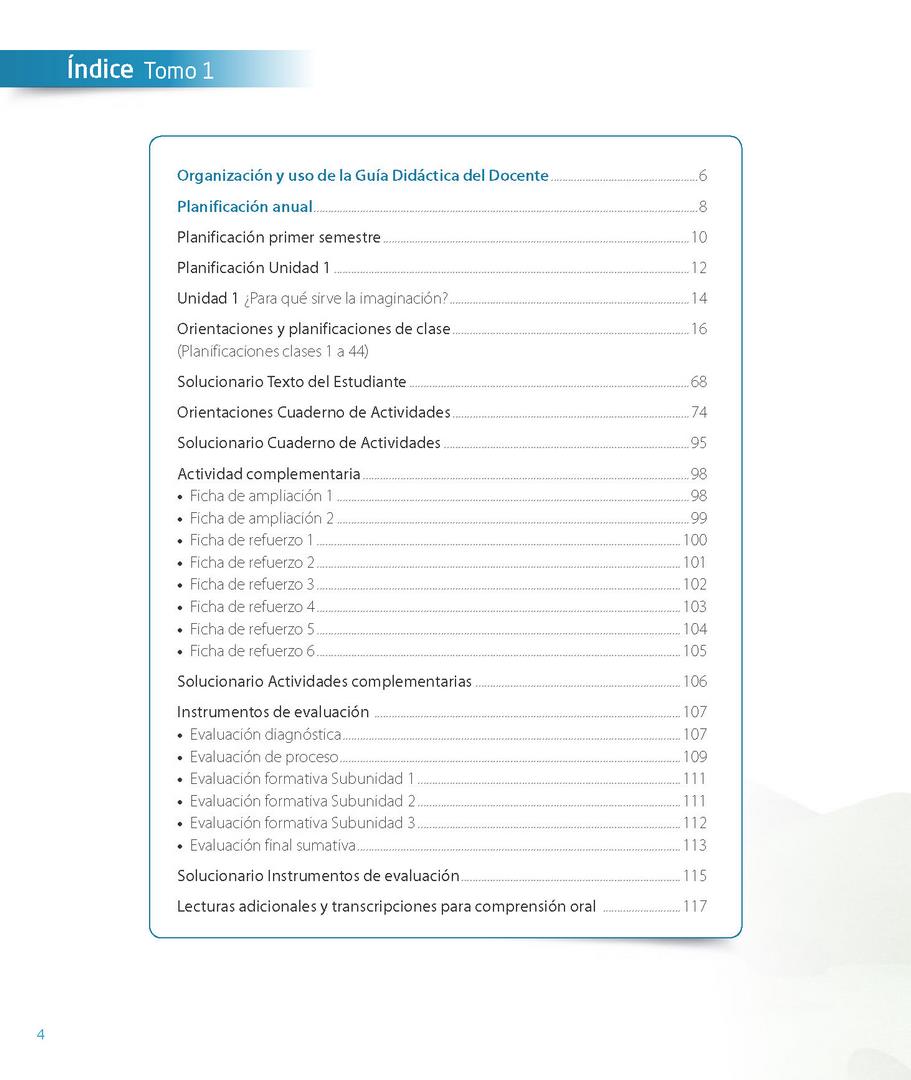 Índice Tomo 1
Organización y uso de la Guía Didáctica del Docente 6
Planificación anual 8
Planificación primer semestre 10
Planificación Unidad 1 12
Unidad 1 ¿Para qué sirve la imaginación? 14
Orientaciones y planificaciones de clase 16
(Planificaciones clases 1 a 44)
Solucionario Texto del Estudiante 68
Orientaciones Cuaderno de Actividades 74
Solucionario Cuaderno de Actividades 95
Actividad complementaria 98
• Ficha de ampliación 1 98
• Ficha de ampliación 2 99
• Ficha de refuerzo 1 100
• Ficha de refuerzo 2 101
• Ficha de refuerzo 3 102
• Ficha de refuerzo 4 103
• Ficha de refuerzo 5 104
• Ficha de refuerzo 6 105
Solucionario Actividades complementarias 106
Instrumentos de evaluación 107
• Evaluación diagnóstica 107
• Evaluación de proceso 109
• Evaluación formativa Subunidad 1 111
• Evaluación formativa Subunidad 2 111
• Evaluación formativa Subunidad 3 112
• Evaluación final sumativa 113
Solucionario Instrumentos de evaluación 115
Lecturas adicionales y transcripciones para comprensión oral 117
4